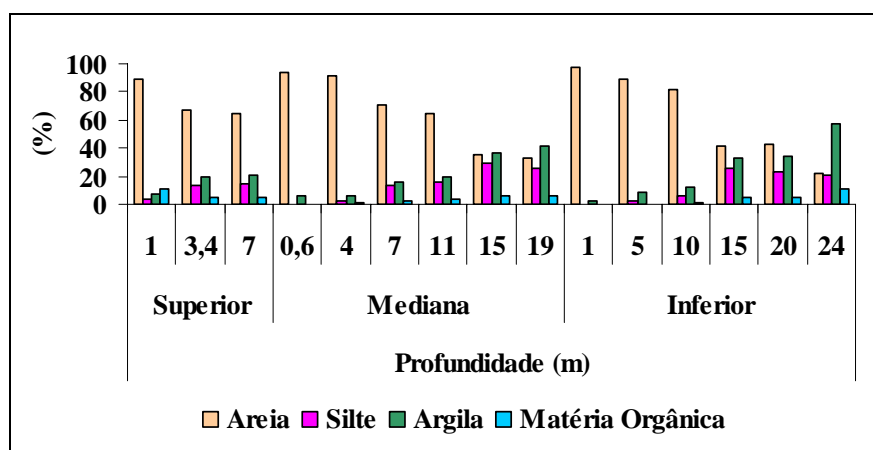 100
80
60
40
20
0
(%)
1 3,4 7 0,6 4 7 11 15 19 1 5 10 15 20 24
Superior Mediana Inferior
Profundidade (m)
Areia Silte Argila Matéria Orgânica